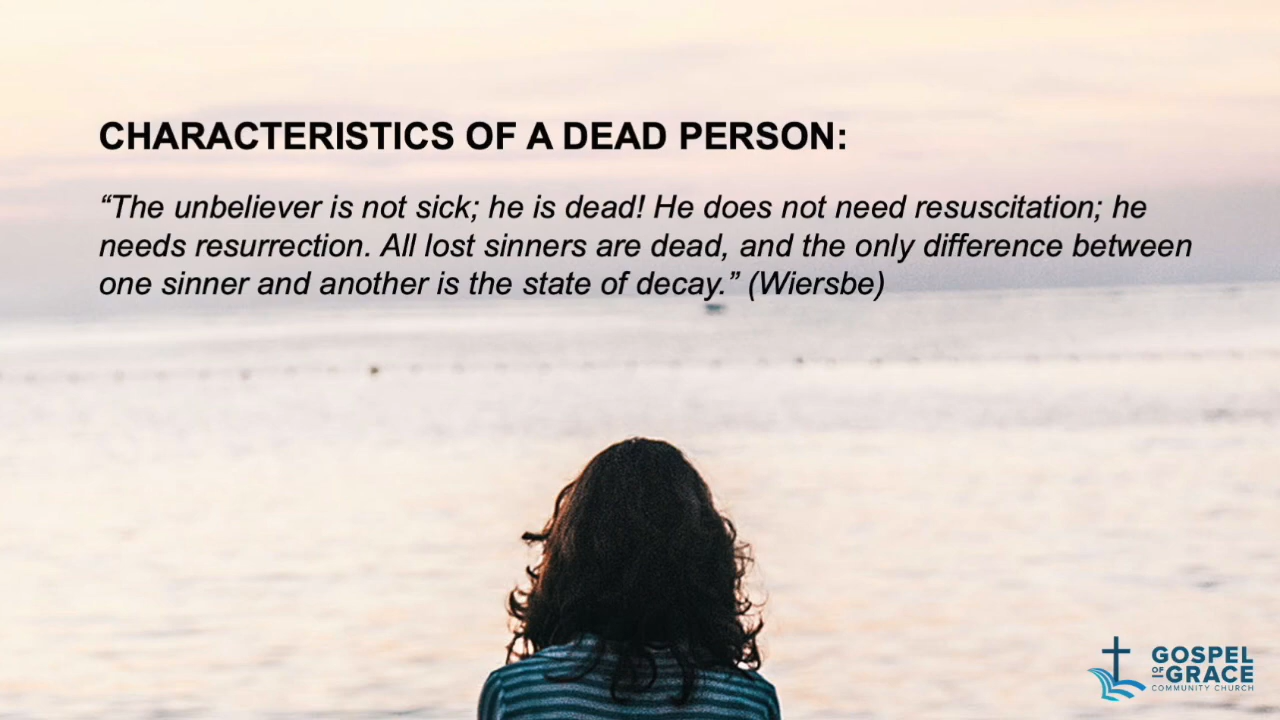 CHARACTERISTICS OF A DEAD PERSON:
“The unbeliever is not sick; he is dead! He does not need resuscitation; he
needs resurrection. All lost sinners are dead, and the only difference between
one sinner and another is the state of decay.” (Wiersbe)
GOSPEL
OF GRACE
COMMUNITY CHURCH